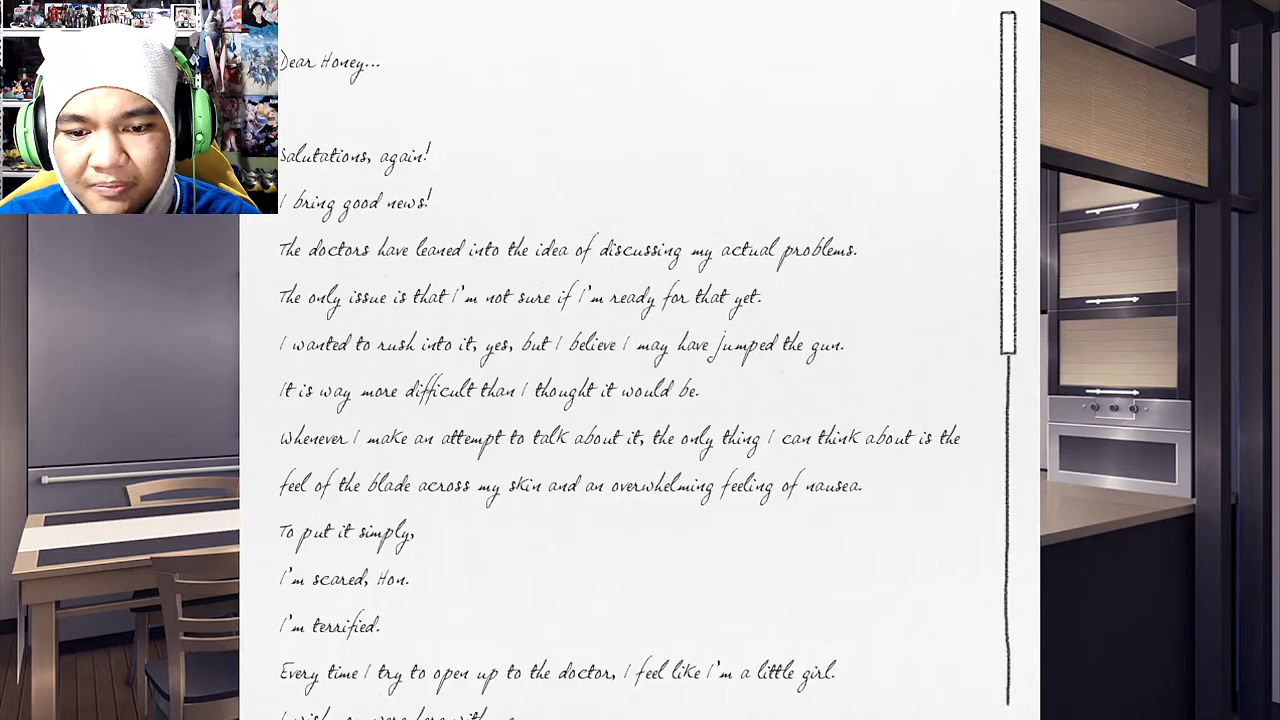 Dear Honey...
Salutations, again!
I bring good news!
The doctors have leaned into the idea of discussing my actual problems.
The only issue is that I'm not sure if I'm ready for that yet.
I wanted to rush into it, yes, but I believe I may have jumped the gun.
It is way more difficult than I thought it would be.
Whenever I make an attempt to talk about it, the only thing I can think about is the
feel of the blade across my skin and an overwhelming feeling of nausea.
To put it simply,
I'm scared, Hon.
I'm terrified.
Every time I try to open up to the doctor, I feel like I'm a little girl.
I wish